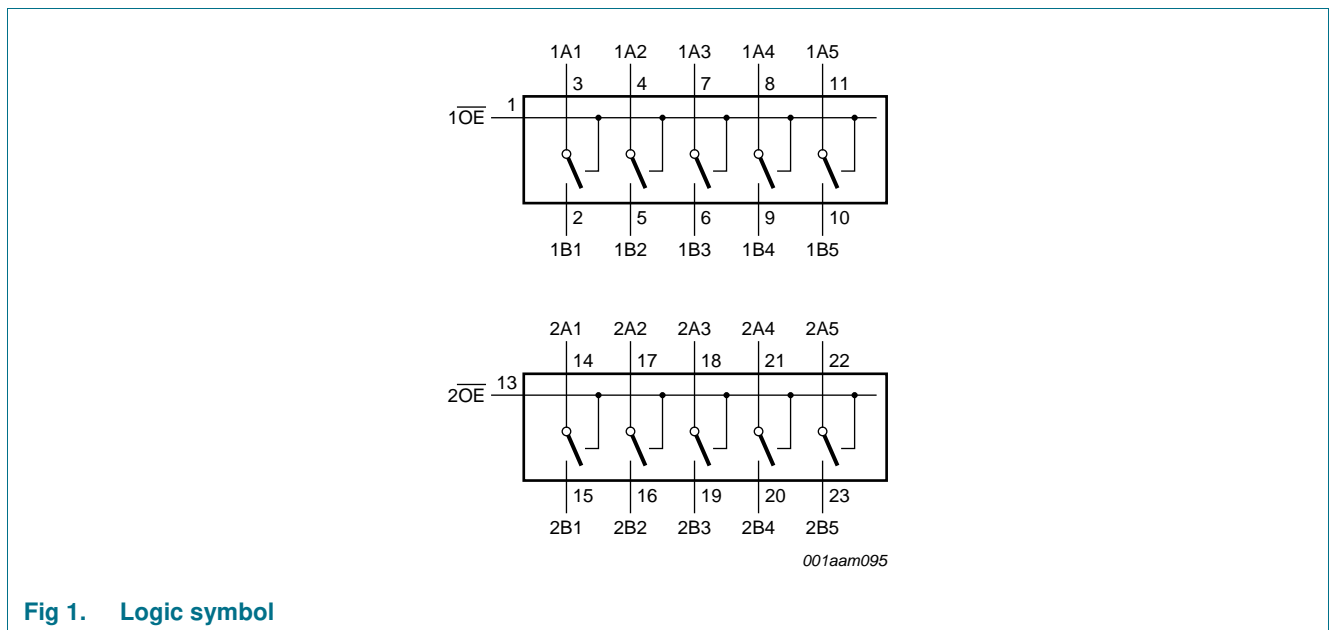 1A1 1A2 1A3 1A4 1A5
3 4 7 8 11
1
1O̅E̅
2 5 6 9 10
1B1 1B2 1B3 1B4 1B5
2A1 2A2 2A3 2A4 2A5
14 17 18 21 22
13
2O̅E̅
15 16 19 20 23
2B1 2B2 2B3 2B4 2B5
001aam095
Fig 1. Logic symbol